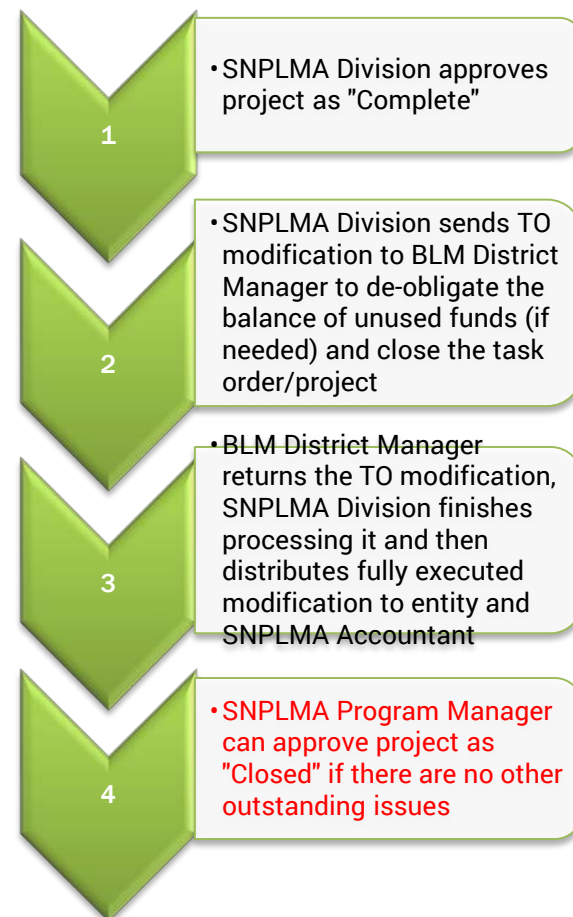 1
• SNPLMA Division approves
project as "Complete"
2
• SNPLMA Division sends TO
modification to BLM District
Manager to de-obligate the
balance of unused funds (if
needed) and close the task
order/project
3
• BLM District Manager
returns the TO modification,
SNPLMA Division finishes
processing it and then
distributes fully executed
modification to entity and
SNPLMA Accountant
4
• SNPLMA Program Manager
can approve project as
"Closed" if there are no other
outstanding issues